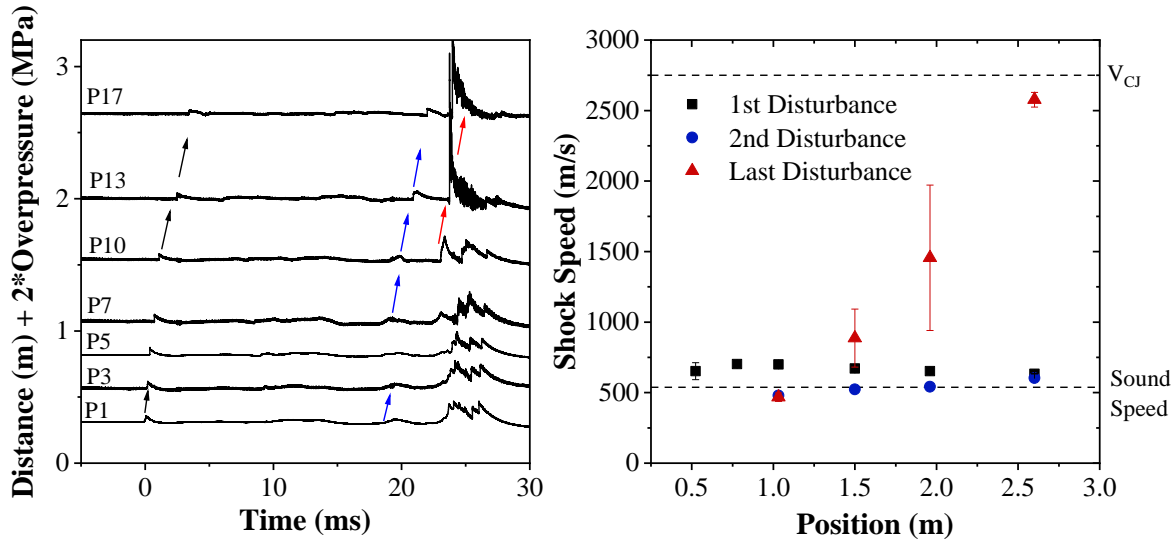 Distance (m) + 2*Overpressure (MPa)
3
2
1
0
P17
P13
P10
P7
P5
P3
P1
0
10
20
30
Time (ms)
Shock Speed (m/s)
3000
2500
2000
1500
1000
500
0
1st Disturbance
2nd Disturbance
Last Disturbance
VCJ
Sound
Speed
0.5
1.0
1.5
2.0
2.5
3.0
Position (m)